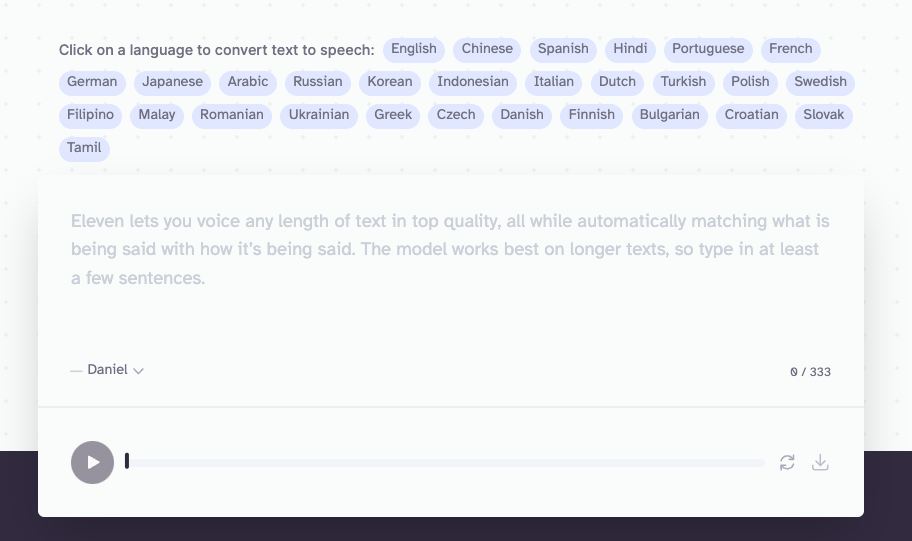 Click on a language to convert text to speech: English Chinese Spanish Hindi Portuguese French
German Japanese Arabic Russian Korean Indonesian Italian Dutch Turkish Polish Swedish
Filipino Malay Romanian Ukrainian Greek Czech Danish Finnish Bulgarian Croatian Slovak
Tamil
Eleven lets you voice any length of text in top quality, all while automatically matching what is
being said with how it's being said. The model works best on longer texts, so type in at least
a few sentences.
— Daniel 0 / 333